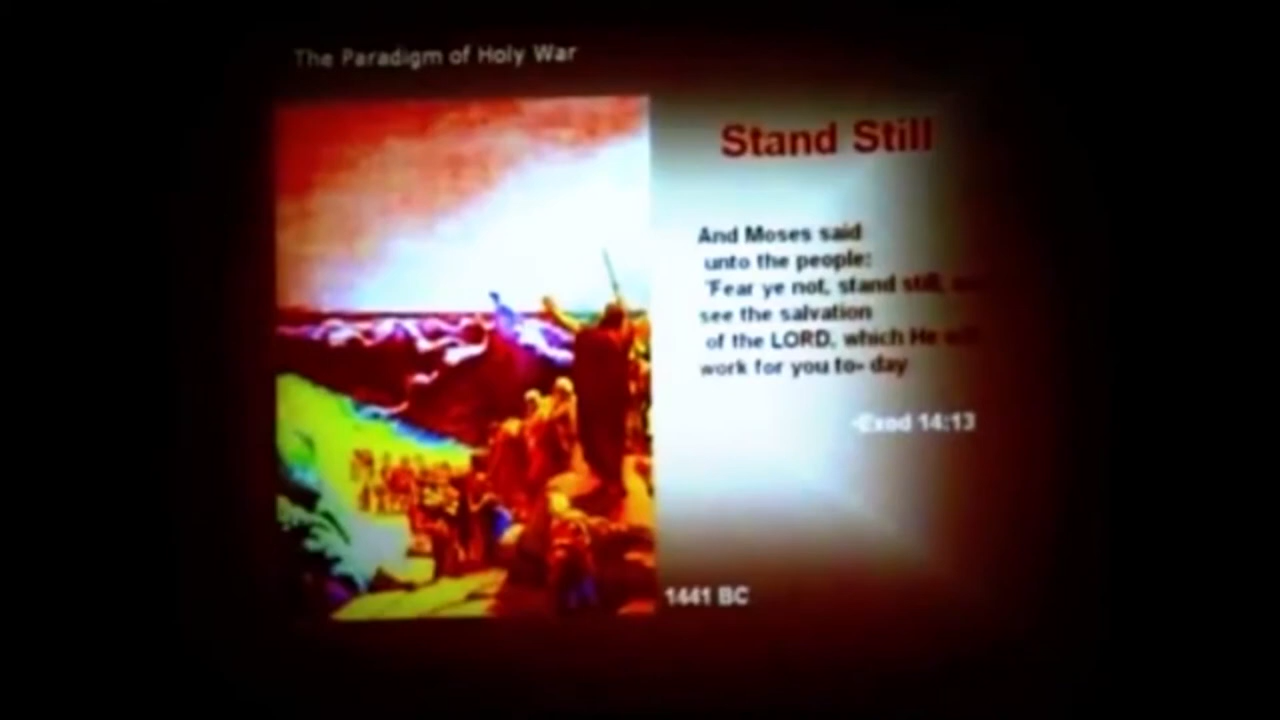 The Paradigm of Holy War
Stand Still
And Moses said
unto the people:
"Fear ye not, stand still,
see the salvation
of the LORD, which He
work for you to- day
-Exod 14:13
1441 BC